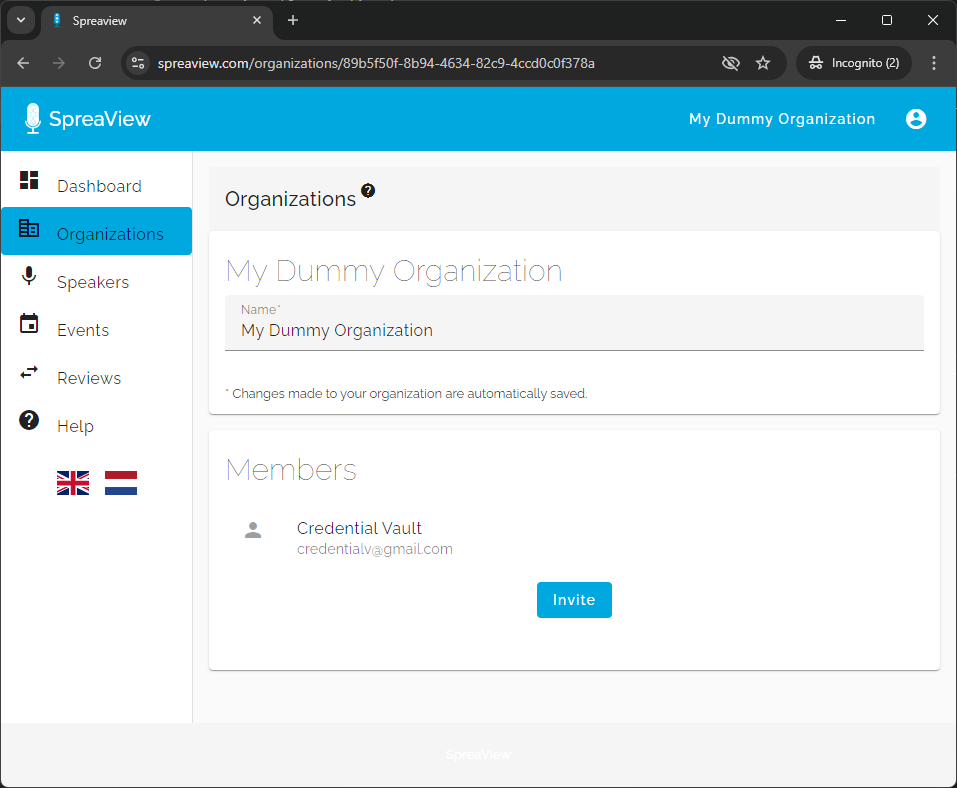 Spreaview
spreaview.com/organizations/89b5f50f-8b94-4634-82c9-4ccd0c0f378a
Incognito (2)
SpreaView
My Dummy Organization
Dashboard
Organizations
Speakers
Events
Reviews
Help
Organizations ?
My Dummy Organization
Name*
My Dummy Organization
* Changes made to your organization are automatically saved.
Members
Credential Vault
credentialv@gmail.com
Invite
SpreaView